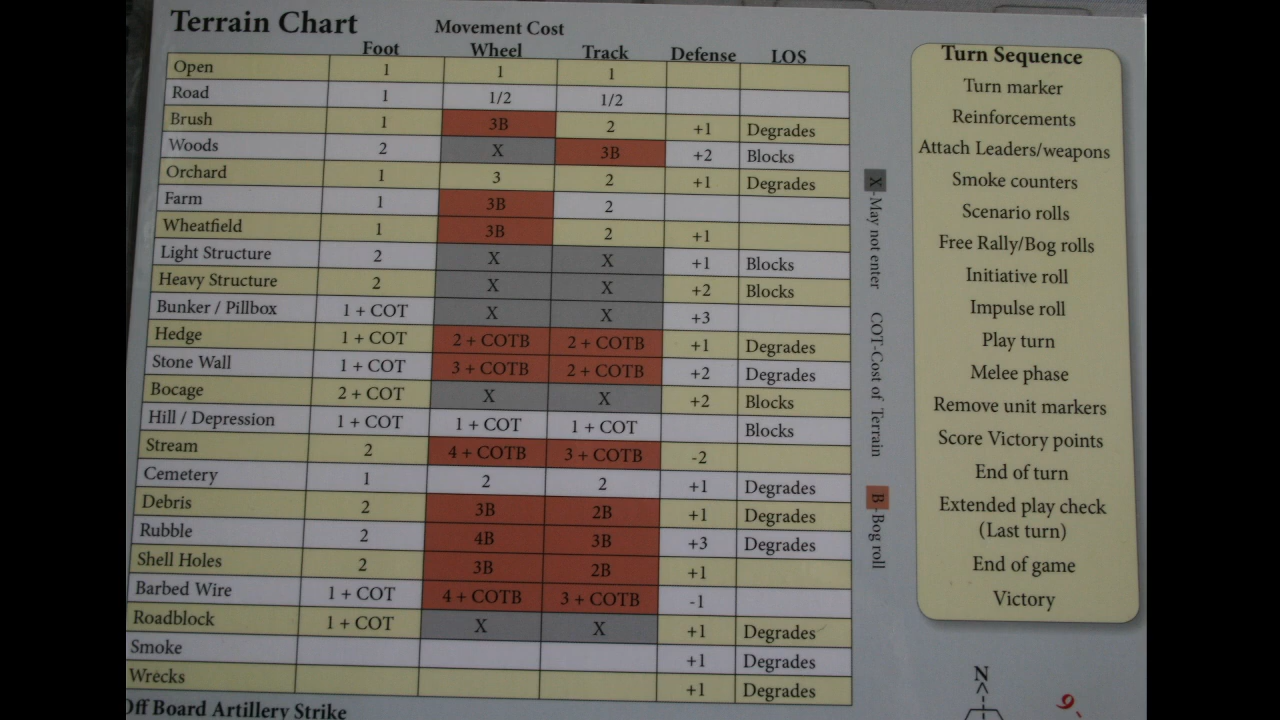 Terrain Chart
Movement Cost
Foot Wheel Track Defense LOS
Open 1 1 1
Road 1 1/2 1/2
Brush 1 3B 2 +1 Degrades
Woods 2 X 3B +2 Blocks
Orchard 1 3 2 +1 Degrades
Farm 1 3B 2
Wheatfield 1 3B 2 +1
Light Structure 2 X X +1 Blocks
Heavy Structure 2 X X +2 Blocks
Bunker / Pillbox 1 + COT X X +3
Hedge 1 + COT 2 + COTB 2 + COTB +1 Degrades
Stone Wall 1 + COT 3 + COTB 2 + COTB +2 Degrades
Bocage 2 + COT X X +2 Blocks
Hill / Depression 1 + COT 1 + COT 1 + COT Blocks
Stream 2 4 + COTB 3 + COTB -2
Cemetery 1 2 2 +1 Degrades
Debris 2 3B 2B +1 Degrades
Rubble 2 4B 3B +3 Degrades
Shell Holes 2 3B 2B +1
Barbed Wire 1 + COT 4 + COTB 3 + COTB -1
Roadblock 1 + COT X X +1 Degrades
Smoke +1 Degrades
Wrecks +1 Degrades
Off Board Artillery Strike
X -May not enter COT-Cost of Terrain B -Bog roll
Turn Sequence
Turn marker
Reinforcements
Attach Leaders/weapons
Smoke counters
Scenario rolls
Free Rally/Bog rolls
Initiative roll
Impulse roll
Play turn
Melee phase
Remove unit markers
Score Victory points
End of turn
Extended play check
(Last turn)
End of game
Victory
N